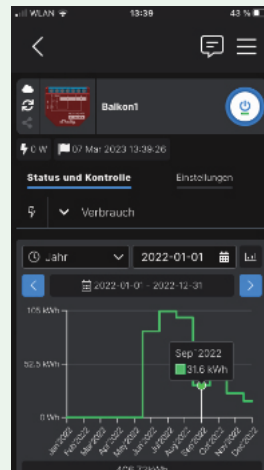 WLAN 13:39 43 %
Balkon1
0 W 07 Mar 2023 13:39:26
Status und Kontrolle Einstellungen
Verbrauch
Jahr 2022-01-01
2022-01-01 - 2022-12-31
105 kWh
52.5 kWh
0 Wh
Sep 2022
31.6 kWh
Jan 2022 Feb 2022 Mar 2022 Apr 2022 May 2022 Jun 2022 Jul 2022 Aug 2022 Sep 2022 Oct 2022 Nov 2022 Dec 2022